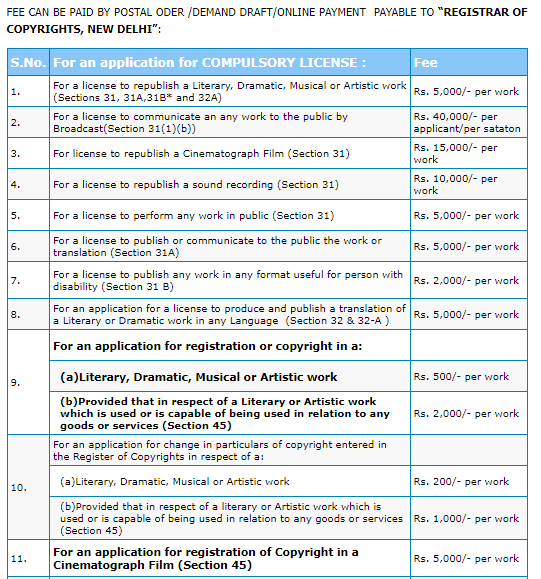 FEE CAN BE PAID BY POSTAL ODER /DEMAND DRAFT/ONLINE PAYMENT PAYABLE TO “REGISTRAR OF
COPYRIGHTS, NEW DELHI”:
S.No. For an application for COMPULSORY LICENSE : Fee
1. For a license to republish a Literary, Dramatic, Musical or Artistic work
(Sections 31, 31A,31B* and 32A) Rs. 5,000/- per work
2. For a license to communicate an any work to the public by
Broadcast(Section 31(1)(b)) Rs. 40,000/- per
applicant/per sataton
3. For license to republish a Cinematograph Film (Section 31) Rs. 15,000/- per
work
4. For a license to republish a sound recording (Section 31) Rs. 10,000/- per
work
5. For a license to perform any work in public (Section 31) Rs. 5,000/- per work
6. For a license to publish or communicate to the public the work or
translation (Section 31A) Rs. 5,000/- per work
7. For a license to publish any work in any format useful for person with
disability (Section 31 B) Rs. 2,000/- per work
8. For an application for a license to produce and publish a translation of
a Literary or Dramatic work in any Language (Section 32 & 32-A ) Rs. 5,000/- per work
9. For an application for registration or copyright in a:
(a)Literary, Dramatic, Musical or Artistic work Rs. 500/- per work
(b)Provided that in respect of a Literary or Artistic work
which is used or is capable of being used in relation to any
goods or services (Section 45) Rs. 2,000/- per work
10. For an application for change in particulars of copyright entered in
the Register of Copyrights in respect of a:
(a)Literary, Dramatic, Musical or Artistic work Rs. 200/- per work
(b)Provided that in respect of a literary or Artistic work which is
used or is capable of being used in relation to any goods or services
(Section 45) Rs. 1,000/- per work
11. For an application for registration of Copyright in a
Cinematograph Film (Section 45) Rs. 5,000/- per work